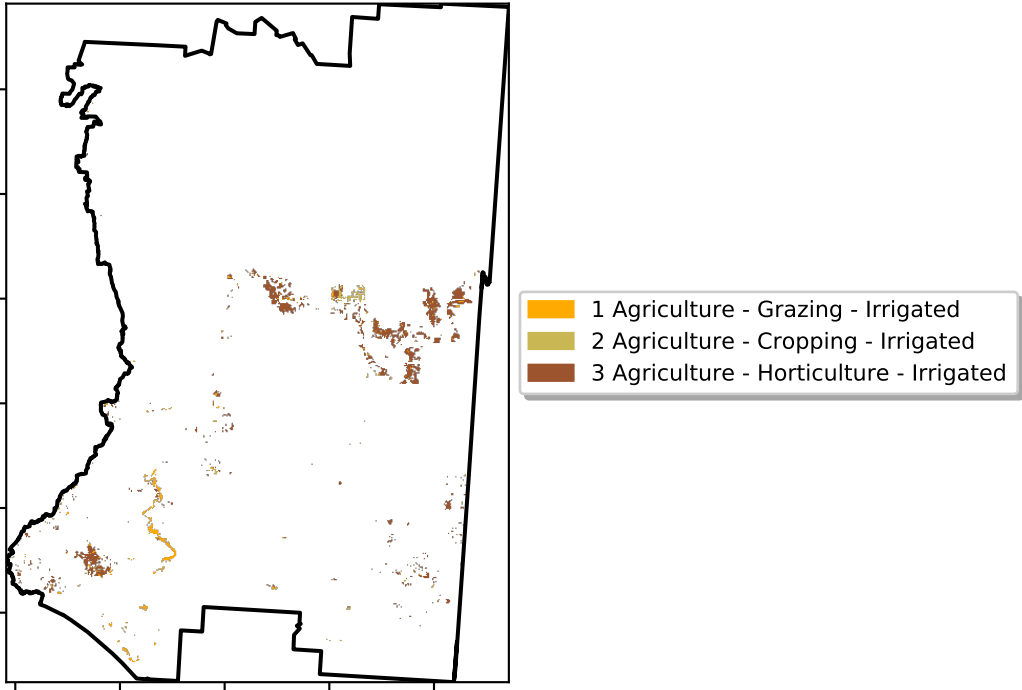 1 Agriculture - Grazing - Irrigated
2 Agriculture - Cropping - Irrigated
3 Agriculture - Horticulture - Irrigated